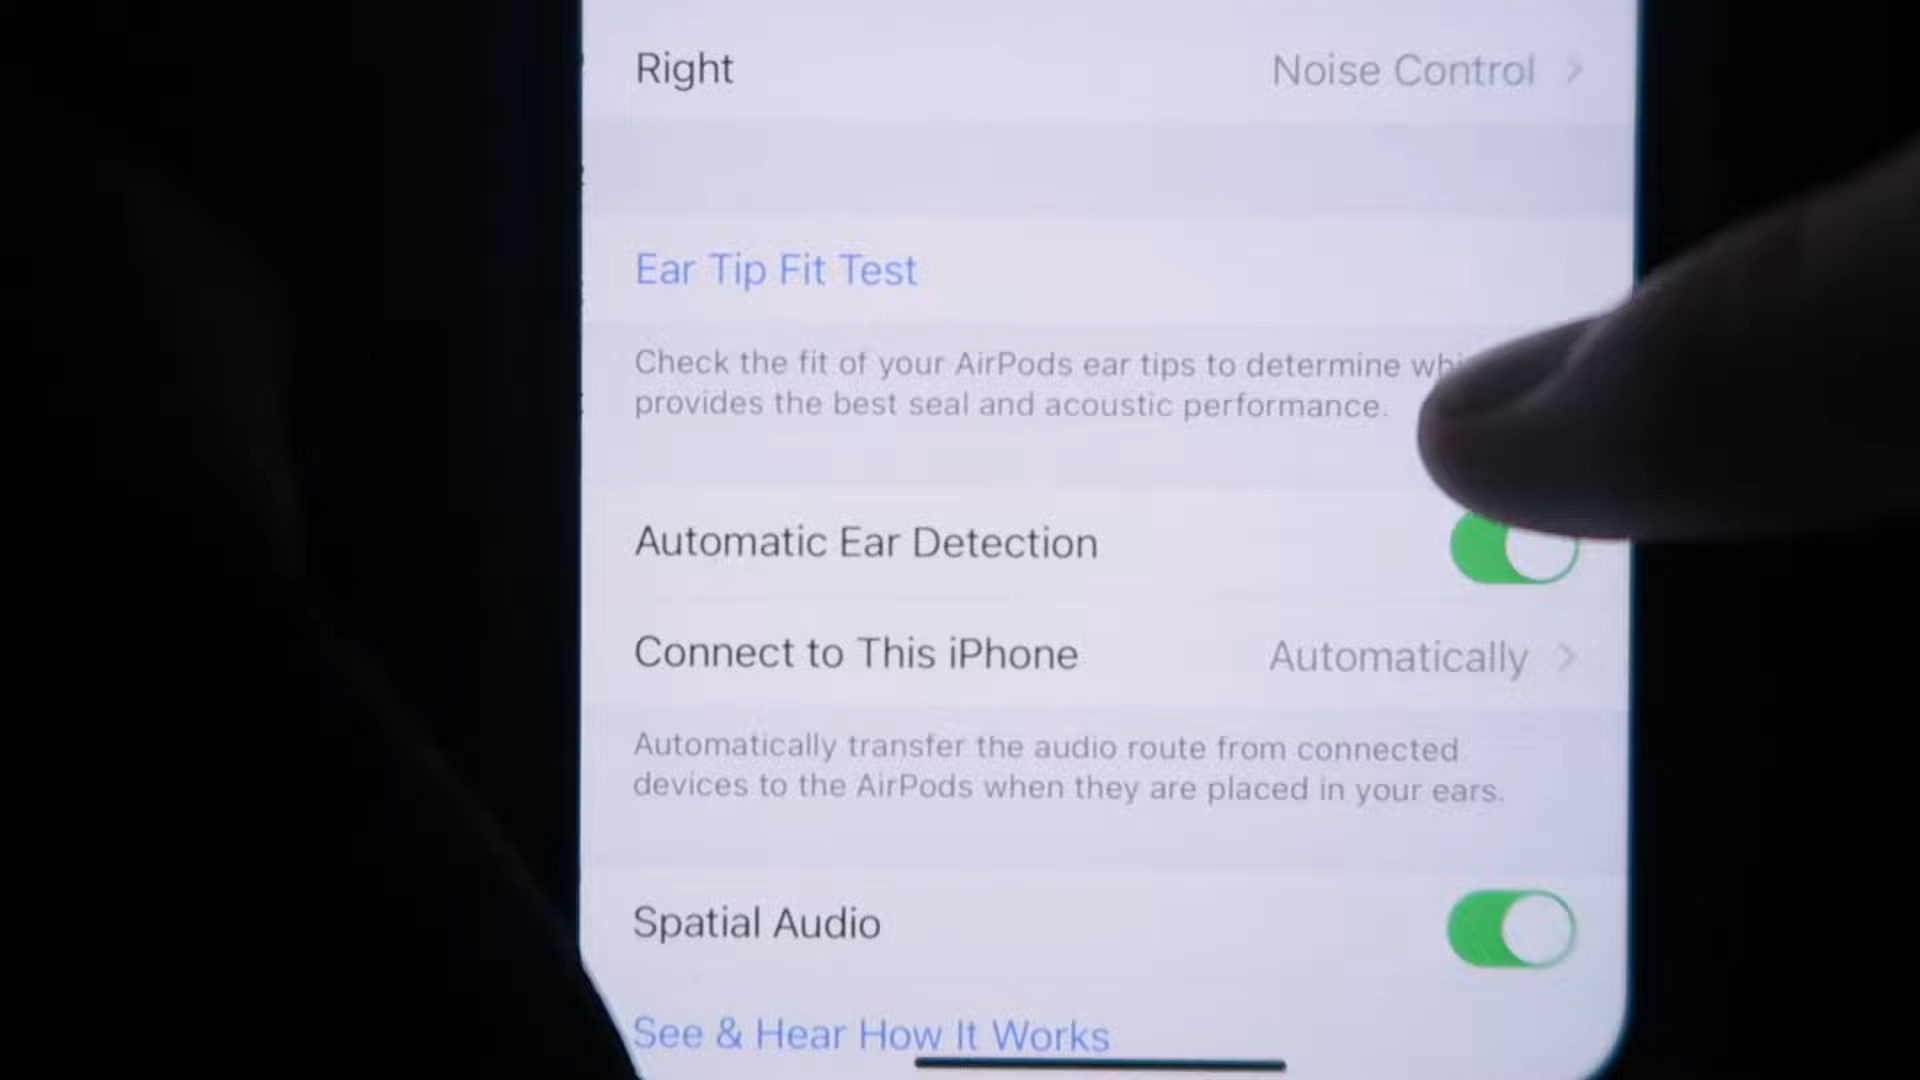 Right
Noise Control
Ear Tip Fit Test
Check the fit of your AirPods ear tips to determine
provides the best seal and acoustic performance.
Automatic Ear Detection
Connect to This iPhone
Automatically
Automatically transfer the audio route from connected
devices to the AirPods when they are placed in your ears.
Spatial Audio
See & Hear How It Works